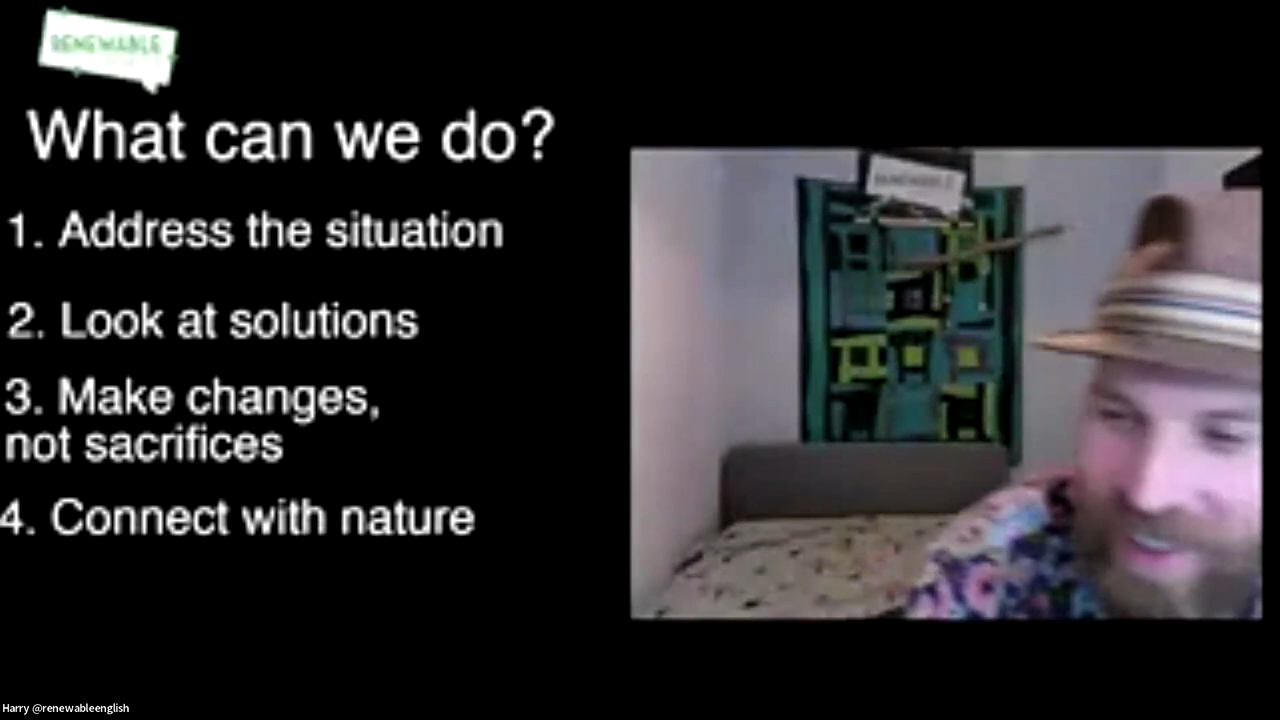 RENEWABLE
What can we do?
1. Address the situation
2. Look at solutions
3. Make changes,
not sacrifices
4. Connect with nature
RENEWABLE
Harry @renewableenglish